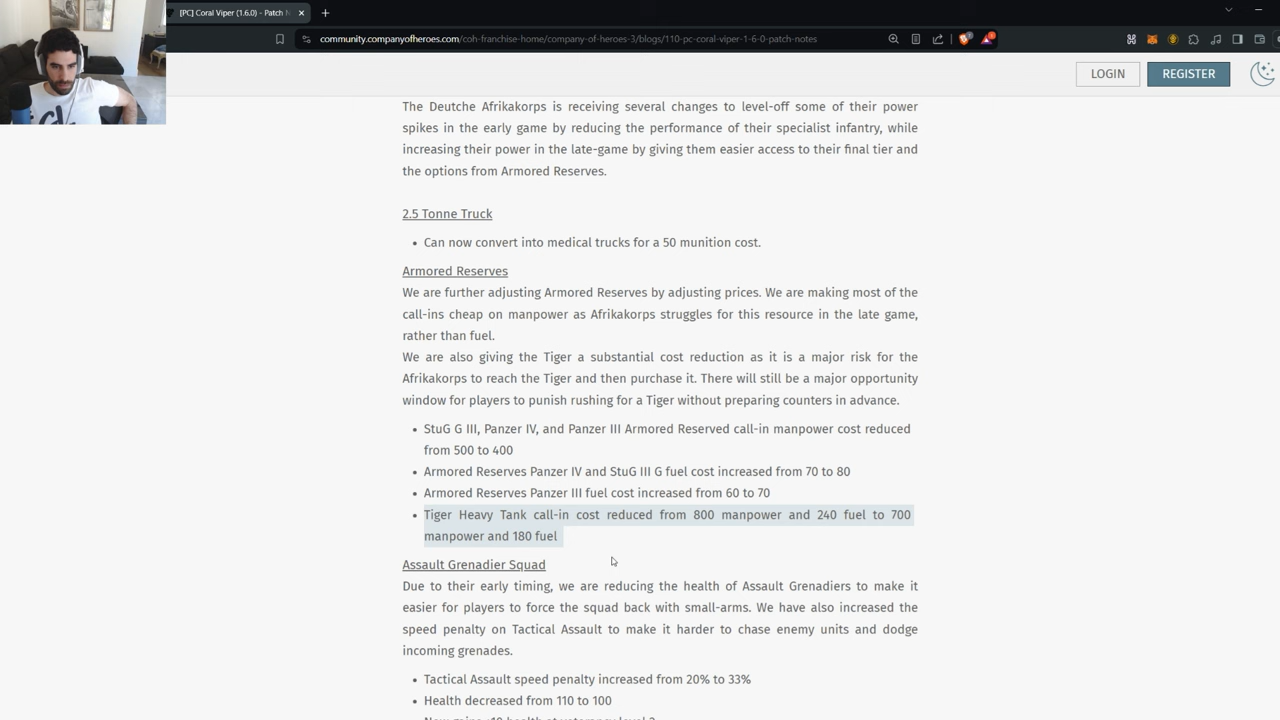 [PC] Coral Viper (1.6.0) - Patch N
community.companyofheroes.com/coh-franchise-home/company-of-heroes-3/blogs/110-pc-coral-viper-1-6-0-patch-notes
LOGIN
REGISTER
The Deutche Afrikakorps is receiving several changes to level-off some of their power
spikes in the early game by reducing the performance of their specialist infantry, while
increasing their power in the late-game by giving them easier access to their final tier and
the options from Armored Reserves.
2.5 Tonne Truck
• Can now convert into medical trucks for a 50 munition cost.
Armored Reserves
We are further adjusting Armored Reserves by adjusting prices. We are making most of the
call-ins cheap on manpower as Afrikakorps struggles for this resource in the late game,
rather than fuel.
We are also giving the Tiger a substantial cost reduction as it is a major risk for the
Afrikakorps to reach the Tiger and then purchase it. There will still be a major opportunity
window for players to punish rushing for a Tiger without preparing counters in advance.
• StuG G III, Panzer IV, and Panzer III Armored Reserved call-in manpower cost reduced
from 500 to 400
• Armored Reserves Panzer IV and StuG III G fuel cost increased from 70 to 80
• Armored Reserves Panzer III fuel cost increased from 60 to 70
• Tiger Heavy Tank call-in cost reduced from 800 manpower and 240 fuel to 700
manpower and 180 fuel
Assault Grenadier Squad
Due to their early timing, we are reducing the health of Assault Grenadiers to make it
easier for players to force the squad back with small-arms. We have also increased the
speed penalty on Tactical Assault to make it harder to chase enemy units and dodge
incoming grenades.
• Tactical Assault speed penalty increased from 20% to 33%
• Health decreased from 110 to 100